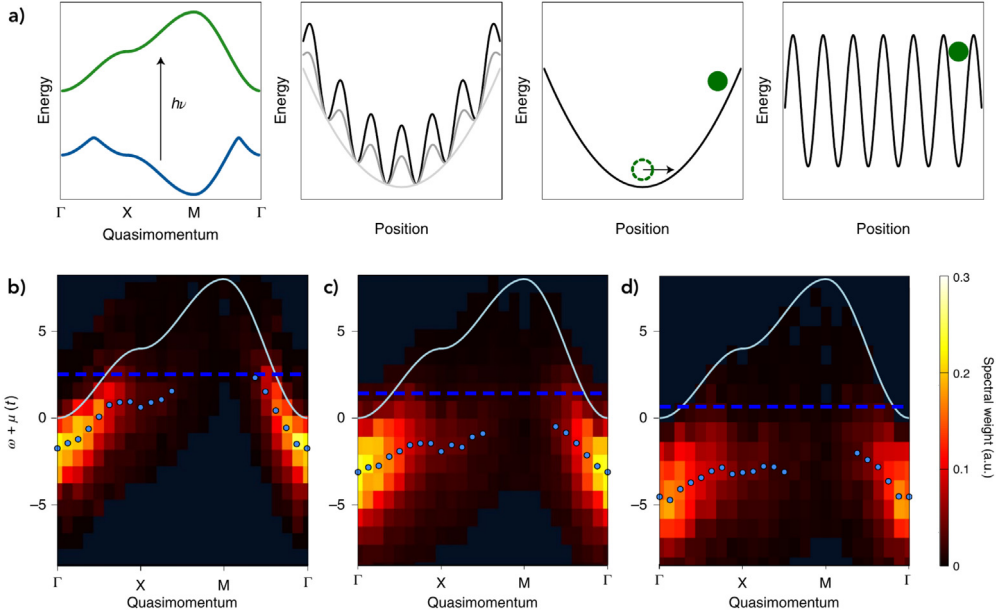 a)
Energy
hν
Γ X M Γ
Quasimomentum
Energy
Position
Energy
Position
Energy
Position
b)
c)
d)
ω + μ (t)
5
0
−5
Γ X M Γ
Quasimomentum
5
0
−5
Γ X M Γ
Quasimomentum
5
0
−5
Γ X M Γ
Quasimomentum
0.3
0.2
0.1
0
Spectral weight (a.u.)